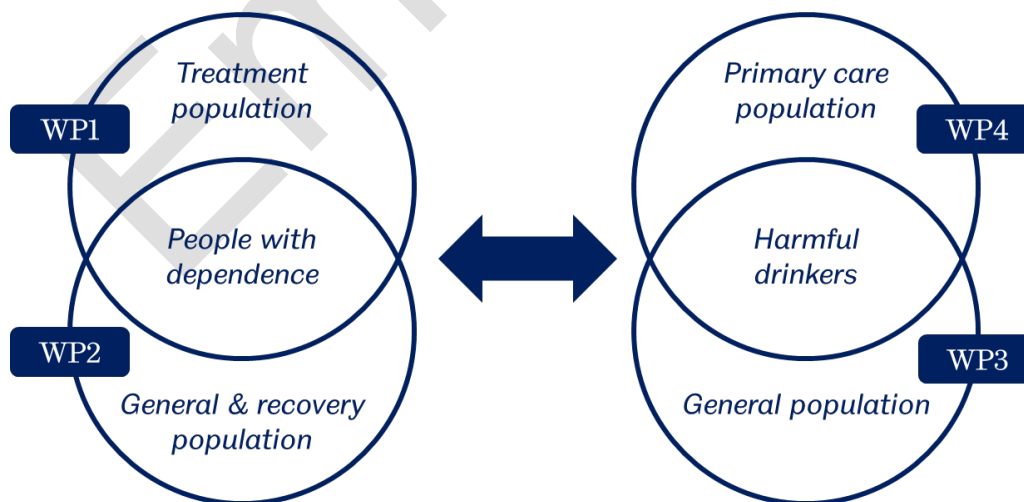 Treatment
population
WP1
People with
dependence
WP2
General & recovery
population
Primary care
population
WP4
Harmful
drinkers
WP3
General population